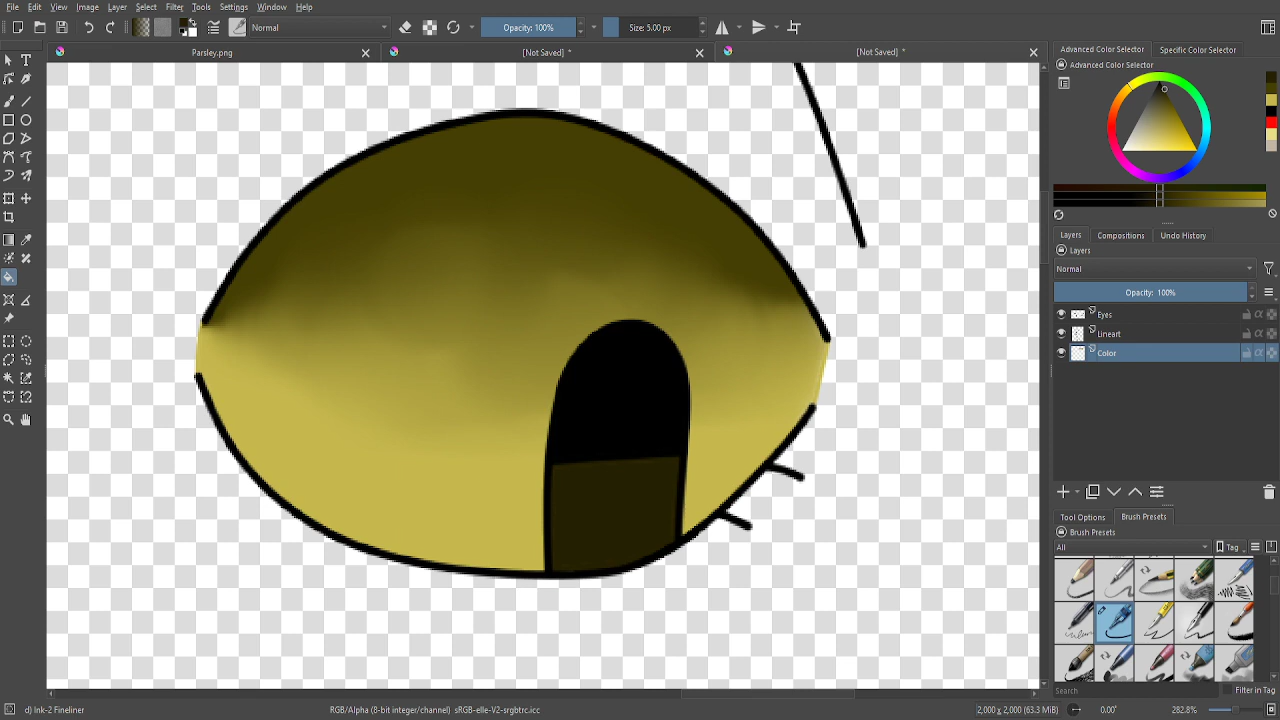 File Edit View Image Layer Select Filter Tools Settings Window Help
Normal Opacity: 100% Size: 5.00 px
Parsley.png [Not Saved] * [Not Saved] *
Advanced Color Selector Specific Color Selector
Advanced Color Selector
Layers Compositions Undo History
Layers
Normal
Opacity: 100%
Eyes
Lineart
Color
Tool Options Brush Presets
Brush Presets
All Tag
Search Filter in Tag
d) Ink-2 Fineliner RGB/Alpha (8-bit integer/channel) sRGB-elle-V2-srgbtrc.icc 2,000 x 2,000 (63.3 MiB) 0.00° 282.8%